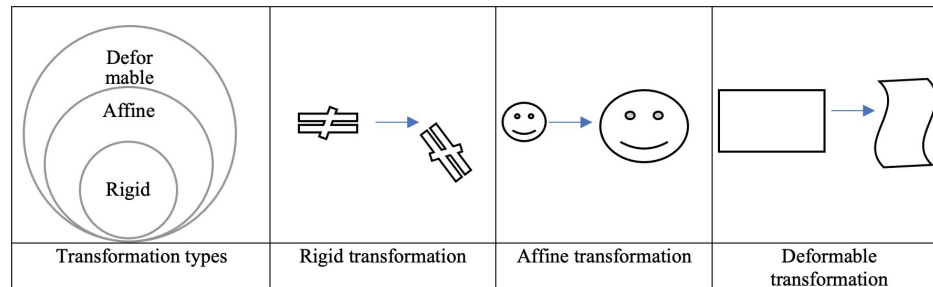 Defor
mable
Affine
Rigid
Transformation types
Rigid transformation
Affine transformation
Deformable
transformation